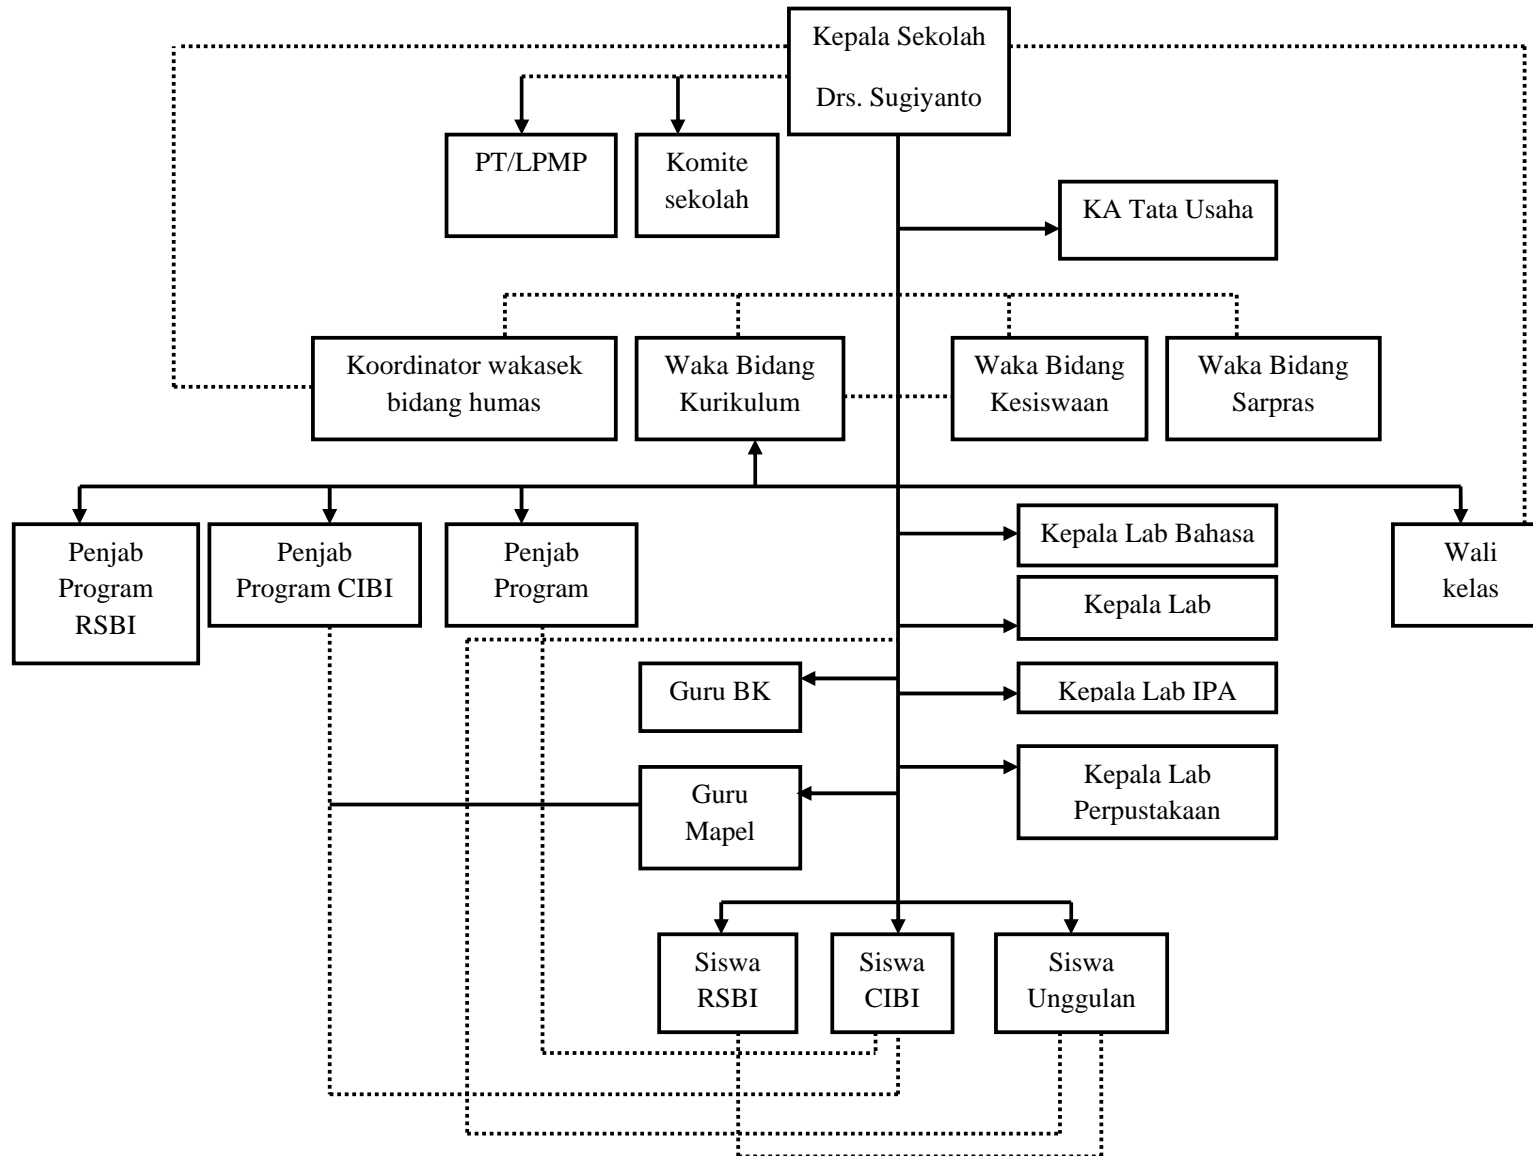 Kepala Sekolah
Drs. Sugiyanto
PT/LPMP
Komite
sekolah
KA Tata Usaha
Koordinator wakasek
bidang humas
Waka Bidang
Kurikulum
Waka Bidang
Kesiswaan
Waka Bidang
Sarpras
Penjab
Program
RSBI
Penjab
Program CIBI
Penjab
Program
Kepala Lab Bahasa
Wali
kelas
Kepala Lab
Guru BK
Kepala Lab IPA
Guru
Mapel
Kepala Lab
Perpustakaan
Siswa
RSBI
Siswa
CIBI
Siswa
Unggulan